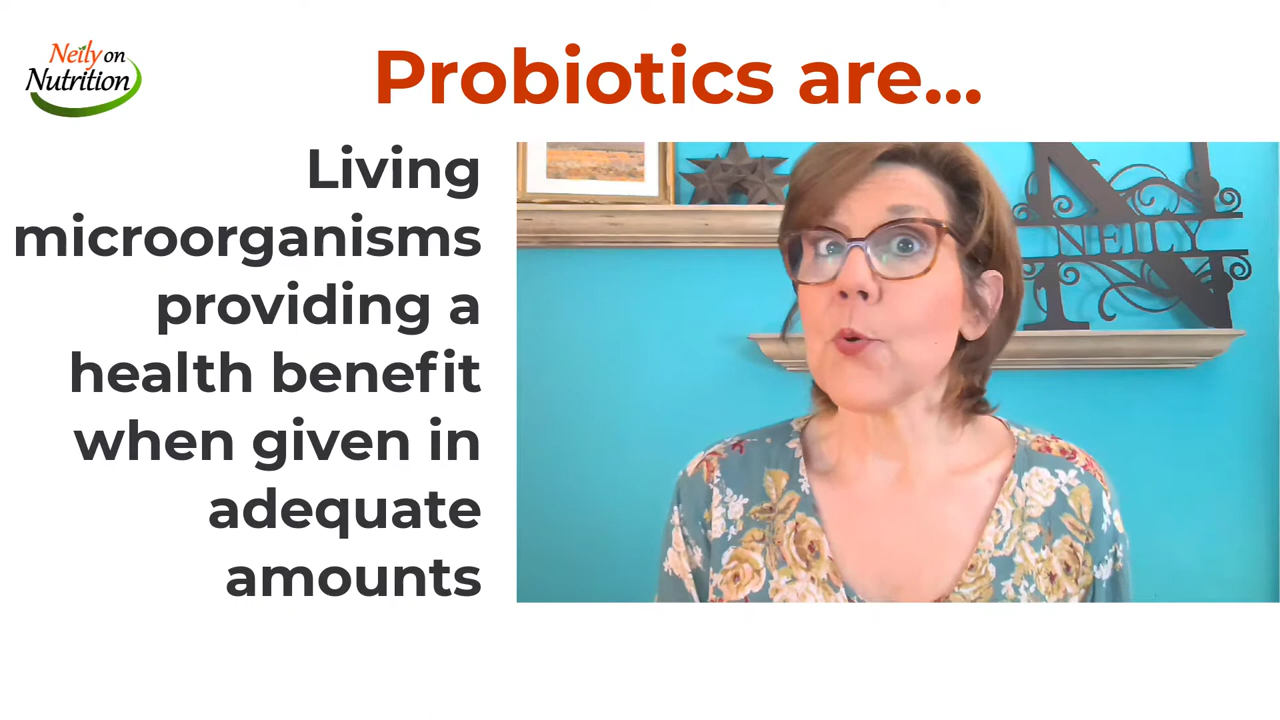 Neily on
Nutrition
Probiotics are...
Living
microorganisms
providing a
health benefit
when given in
adequate
amounts
N
NEILY